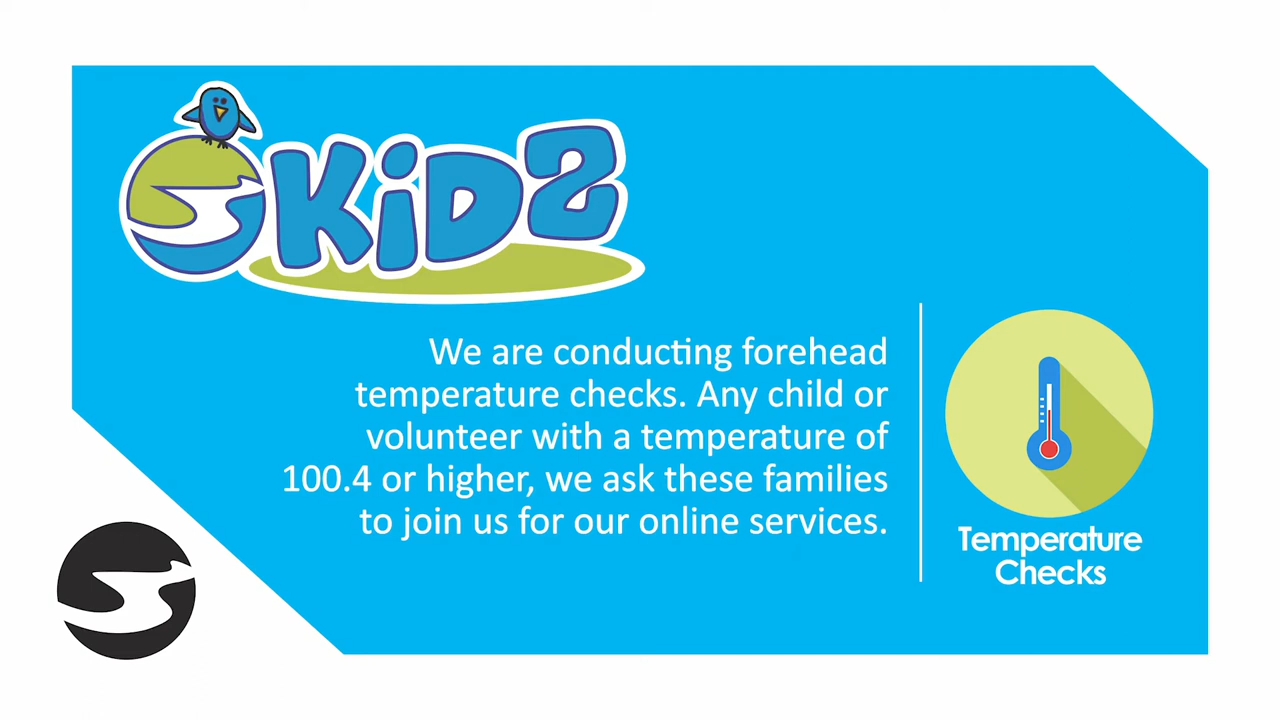 KiDS
We are conducting forehead
temperature checks. Any child or
volunteer with a temperature of
100.4 or higher, we ask these families
to join us for our online services.
Temperature
Checks